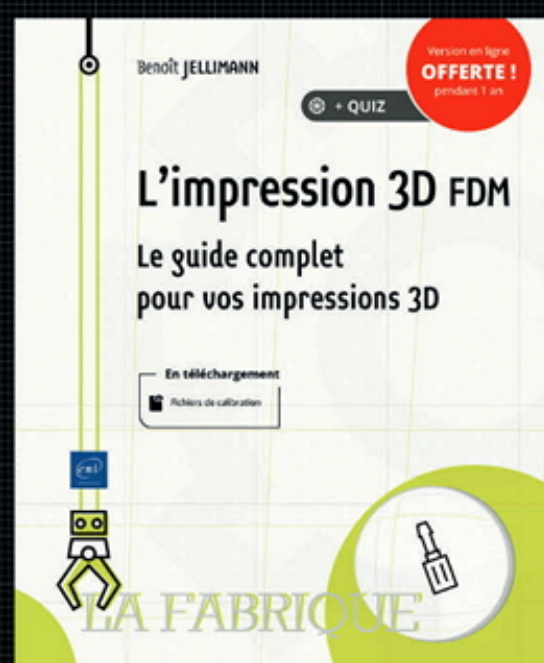 Benoît JELLIMANN
Version en ligne
OFFERTE !
pendant 1 an
+ QUIZ
L'impression 3D FDM
Le guide complet
pour vos impressions 3D
En téléchargement
Fichiers de calibration
eni
LA FABRIQUE